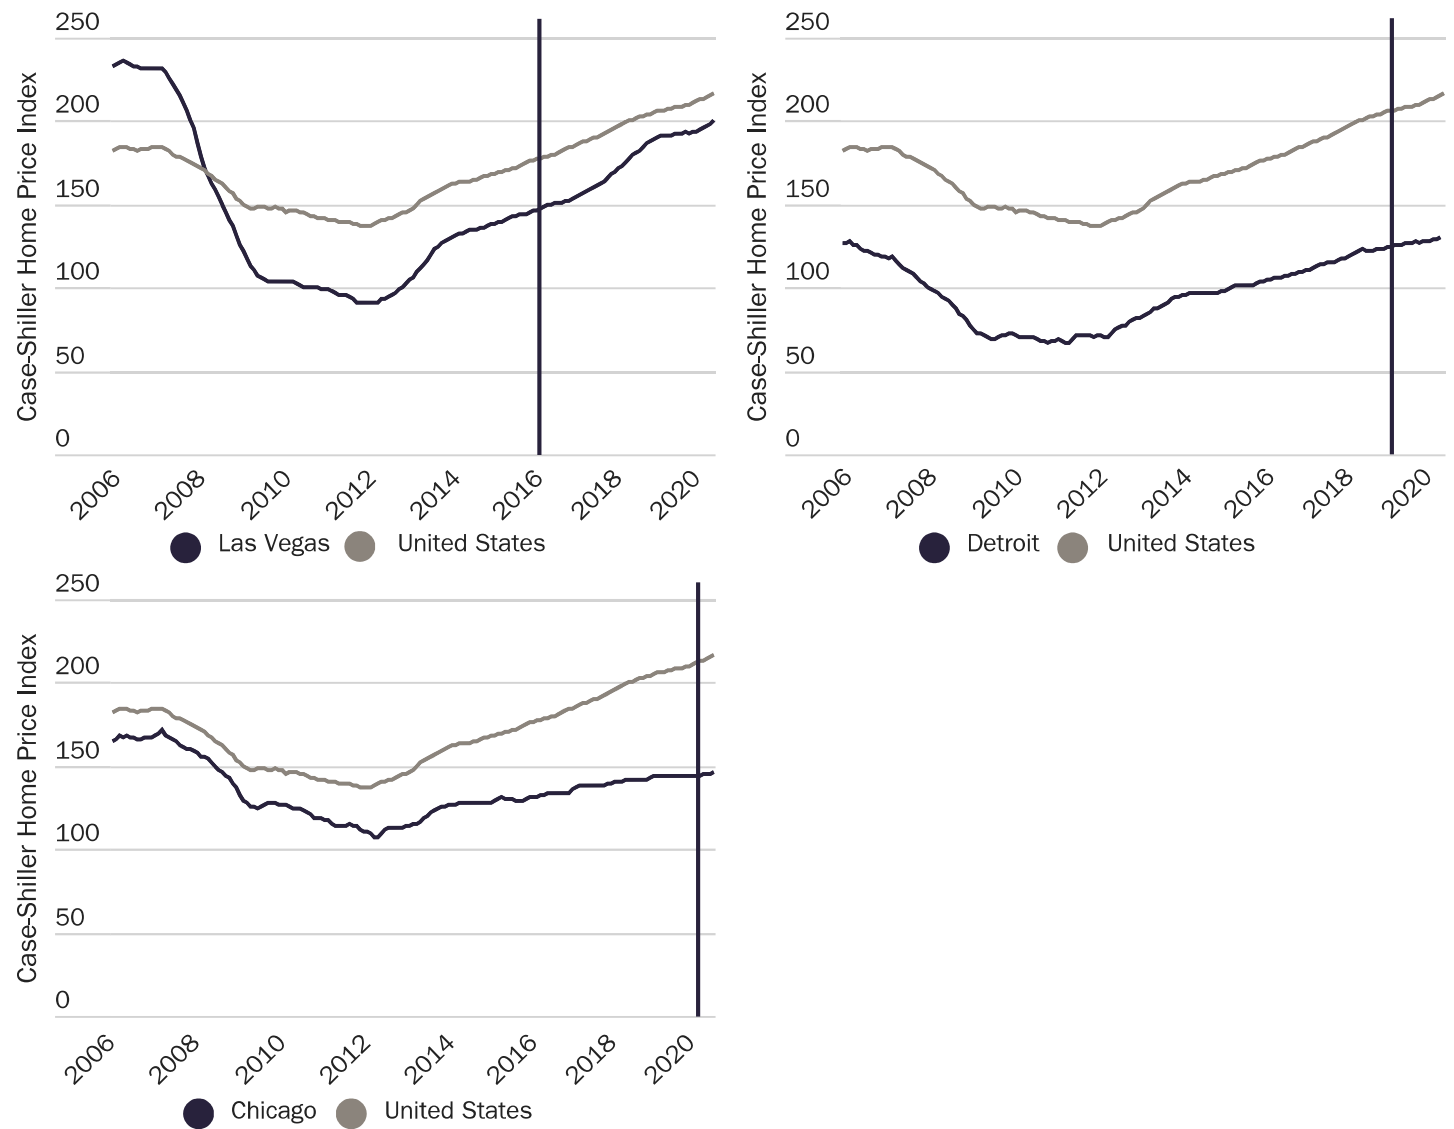 Case-Shiller Home Price Index
250
200
150
100
50
0
2006 2008 2010 2012 2014 2016 2018 2020
Las Vegas United States
Case-Shiller Home Price Index
250
200
150
100
50
0
2006 2008 2010 2012 2014 2016 2018 2020
Detroit United States
Case-Shiller Home Price Index
250
200
150
100
50
0
2006 2008 2010 2012 2014 2016 2018 2020
Chicago United States